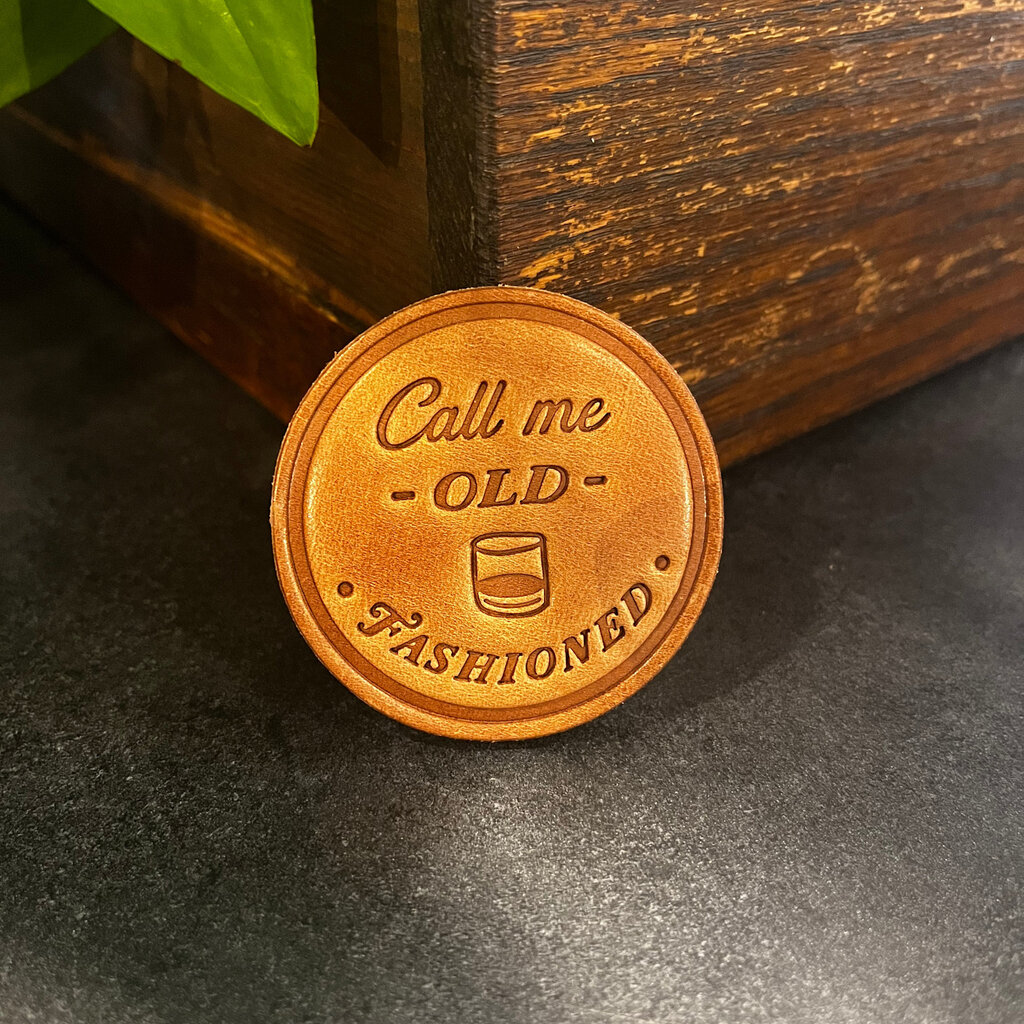 Call me
- OLD -
• FASHIONED •